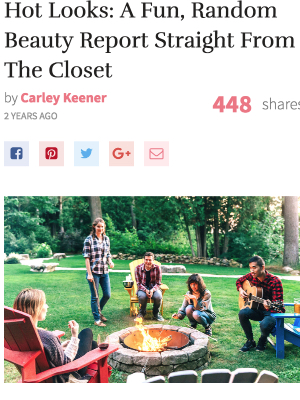 Hot Looks: A Fun, Random
Beauty Report Straight From
The Closet
by Carley Keener
448 shares
2 YEARS AGO
G+